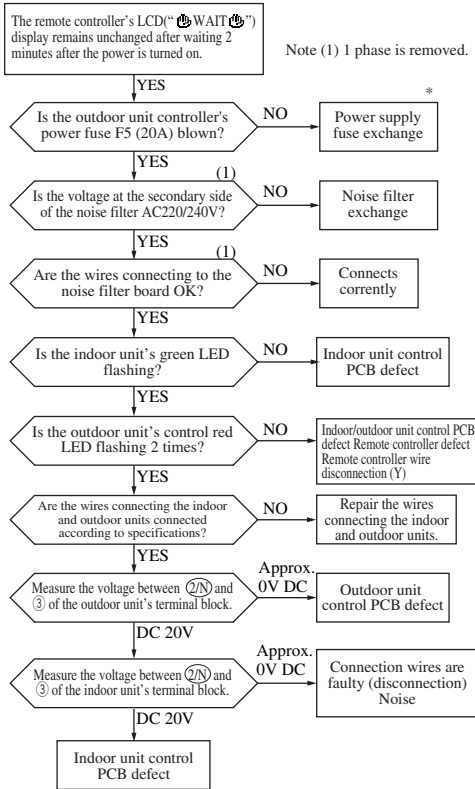 The remote controller's LCD("WAIT")
display remains unchanged after waiting 2
minutes after the power is turned on.
Note (1) 1 phase is removed.
YES
Is the outdoor unit controller's
power fuse F5 (20A) blown?
NO
*
Power supply
fuse exchange
YES
(1)
Is the voltage at the secondary side
of the noise filter AC220/240V?
NO
Noise filter
exchange
YES
(1)
Are the wires connecting to the
noise filter board OK?
NO
Connects
corrently
YES
Is the indoor unit's green LED
flashing?
NO
Indoor unit control
PCB defect
YES
Is the outdoor unit's control red
LED flashing 2 times?
NO
Indoor/outdoor unit control PCB
defect Remote controller defect
Remote controller wire
disconnection (Y)
YES
Are the wires connecting the indoor
and outdoor units connected
according to specifications?
NO
Repair the wires
connecting the indoor
and outdoor units.
YES
Measure the voltage between 2/N and
③ of the outdoor unit's terminal block.
Approx.
0V DC
Outdoor unit
control PCB defect
DC 20V
Measure the voltage between 2/N and
③ of the indoor unit's terminal block.
Approx.
0V DC
Connection wires are
faulty (disconnection)
Noise
DC 20V
Indoor unit control
PCB defect